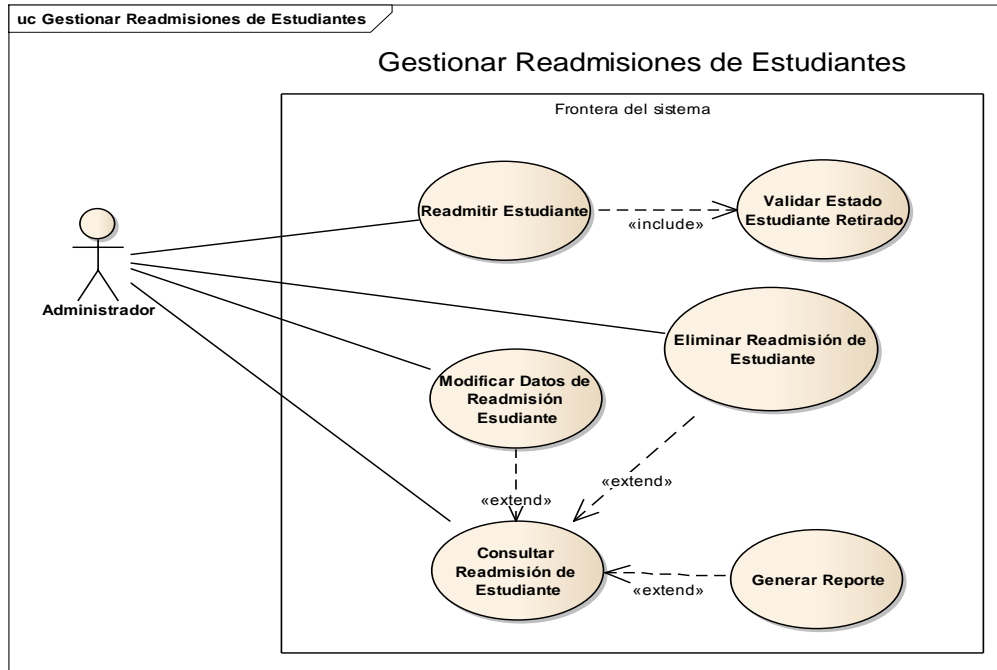 uc Gestionar Readmisiones de Estudiantes
Gestionar Readmisiones de Estudiantes
Frontera del sistema
Readmitir Estudiante
«include»
Validar Estado
Estudiante Retirado
Administrador
Eliminar Readmisión de
Estudiante
Modificar Datos de
Readmisión
Esudiante
«extend»
«extend»
Consultar
Readmisión de
Estudiante
«extend»
Generar Reporte